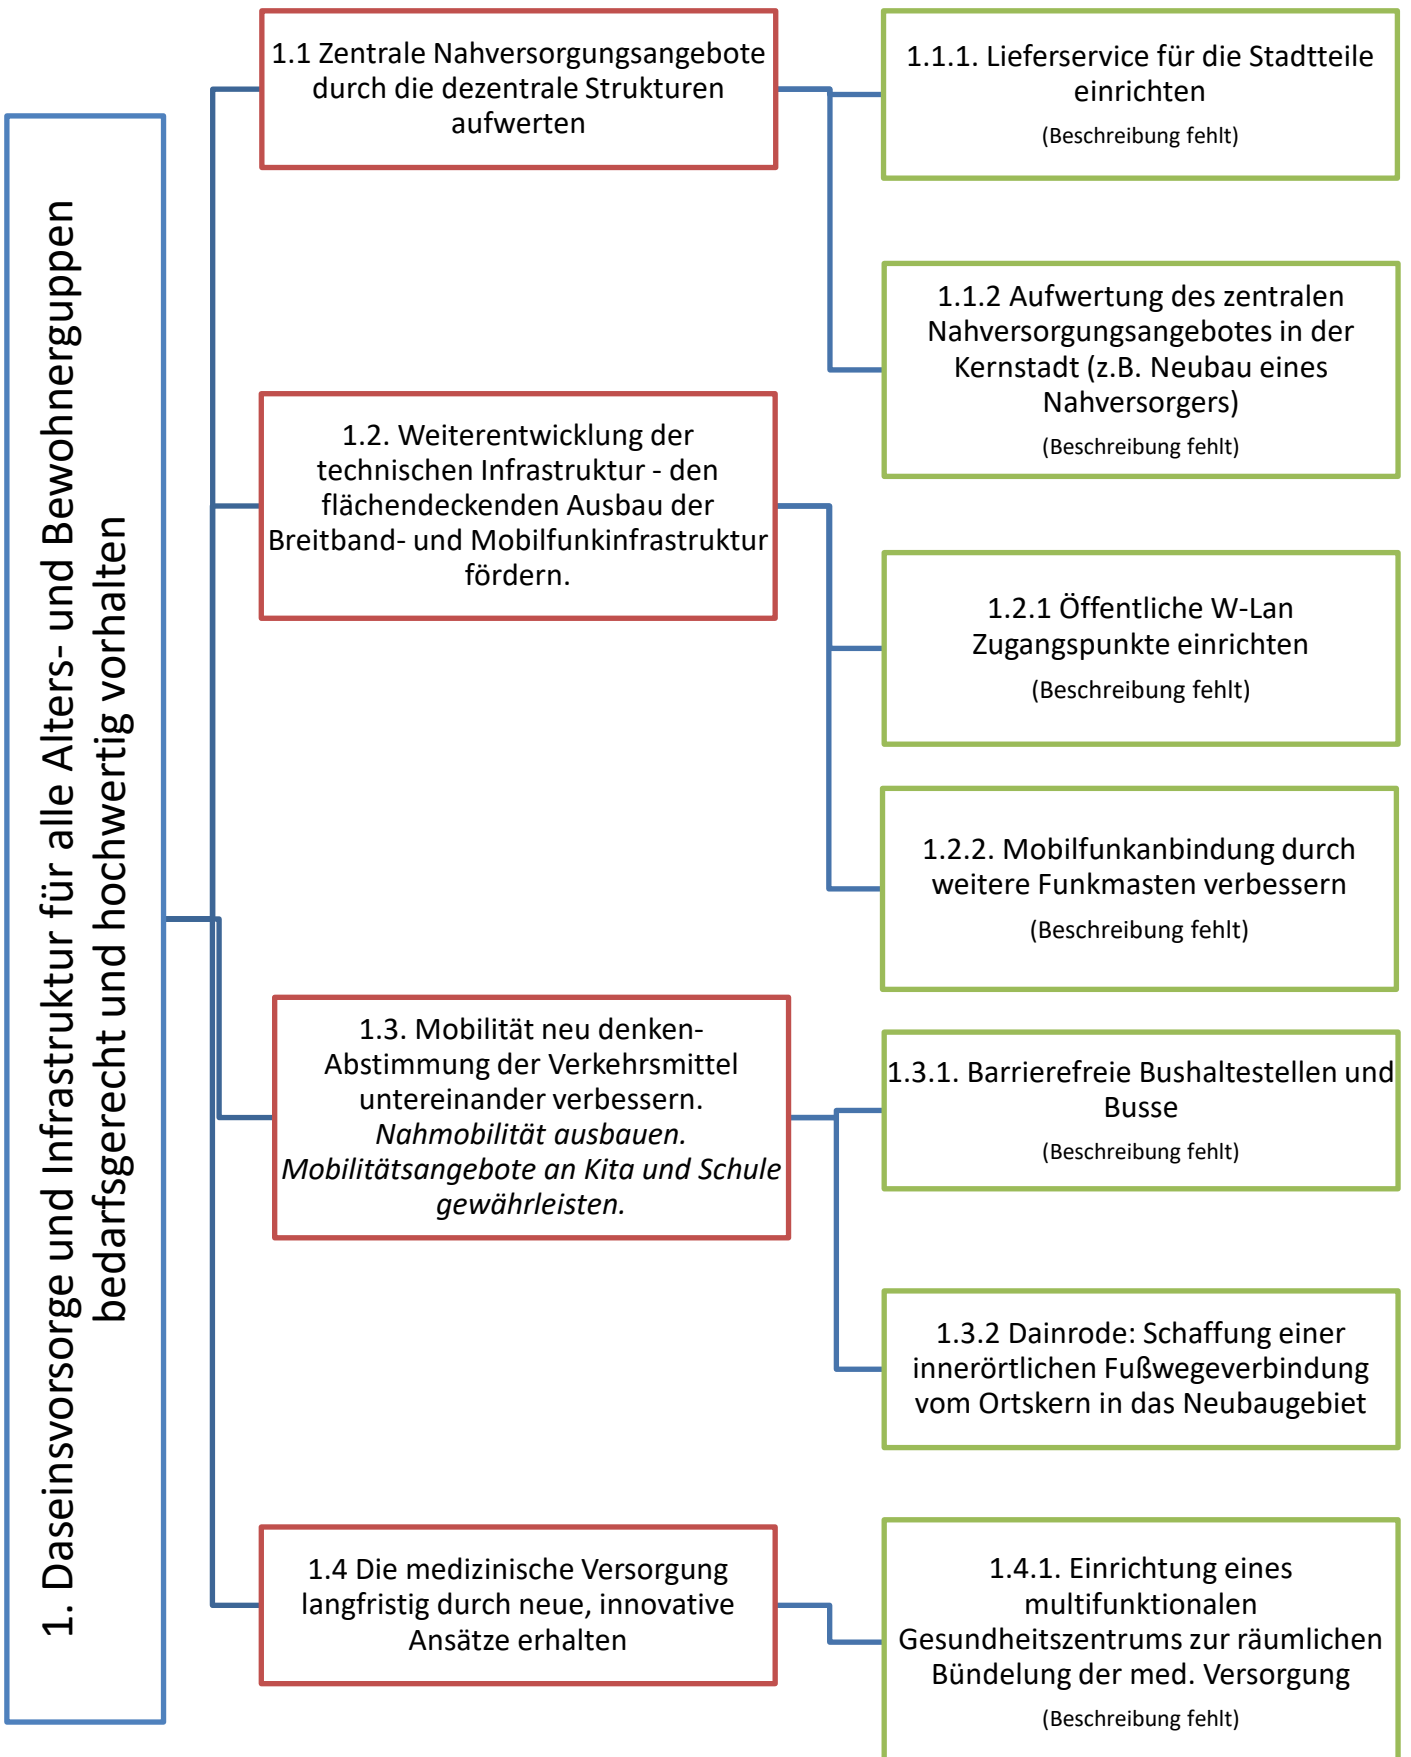 1. Daseinsvorsorge und Infrastruktur für alle Alters- und Bewohnerguppen
bedarfsgerecht und hochwertig vorhalten
1.1 Zentrale Nahversorgungsangebote
durch die dezentrale Strukturen
aufwerten
1.1.1. Lieferservice für die Stadtteile
einrichten
(Beschreibung fehlt)
1.1.2 Aufwertung des zentralen
Nahversorgungsangebotes in der
Kernstadt (z.B. Neubau eines
Nahversorgers)
(Beschreibung fehlt)
1.2. Weiterentwicklung der
technischen Infrastruktur - den
flächendeckenden Ausbau der
Breitband- und Mobilfunkinfrastruktur
fördern.
1.2.1 Öffentliche W-Lan
Zugangspunkte einrichten
(Beschreibung fehlt)
1.2.2. Mobilfunkanbindung durch
weitere Funkmasten verbessern
(Beschreibung fehlt)
1.3. Mobilität neu denken-
Abstimmung der Verkehrsmittel
untereinander verbessern.
Nahmobilität ausbauen.
Mobilitätsangebote an Kita und Schule
gewährleisten.
1.3.1. Barrierefreie Bushaltestellen und
Busse
(Beschreibung fehlt)
1.3.2 Dainrode: Schaffung einer
innerörtlichen Fußwegeverbindung
vom Ortskern in das Neubaugebiet
1.4 Die medizinische Versorgung
langfristig durch neue, innovative
Ansätze erhalten
1.4.1. Einrichtung eines
multifunktionalen
Gesundheitszentrums zur räumlichen
Bündelung der med. Versorgung
(Beschreibung fehlt)